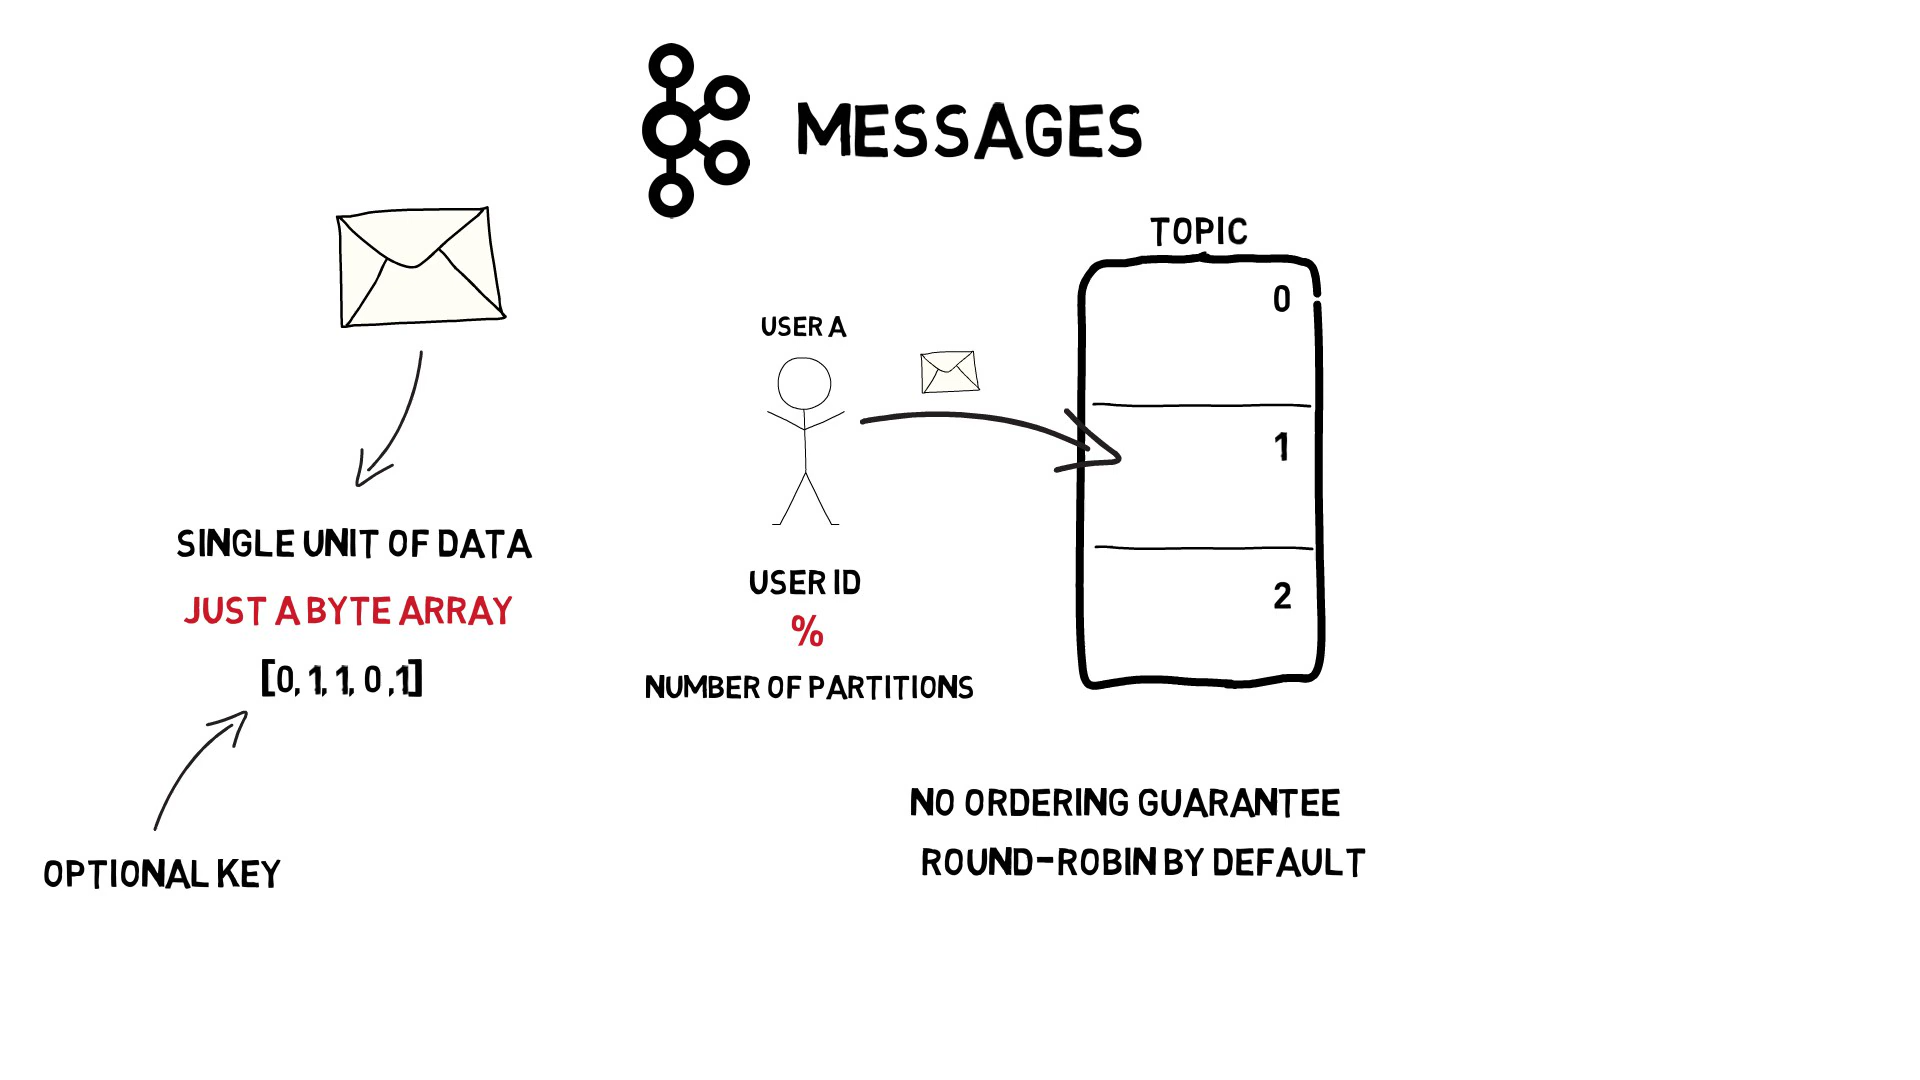 MESSAGES
SINGLE UNIT OF DATA
JUST A BYTE ARRAY
[0, 1, 1, 0 ,1]
OPTIONAL KEY
USER A
USER ID
%
NUMBER OF PARTITIONS
TOPIC
0
1
2
NO ORDERING GUARANTEE
ROUND-ROBIN BY DEFAULT